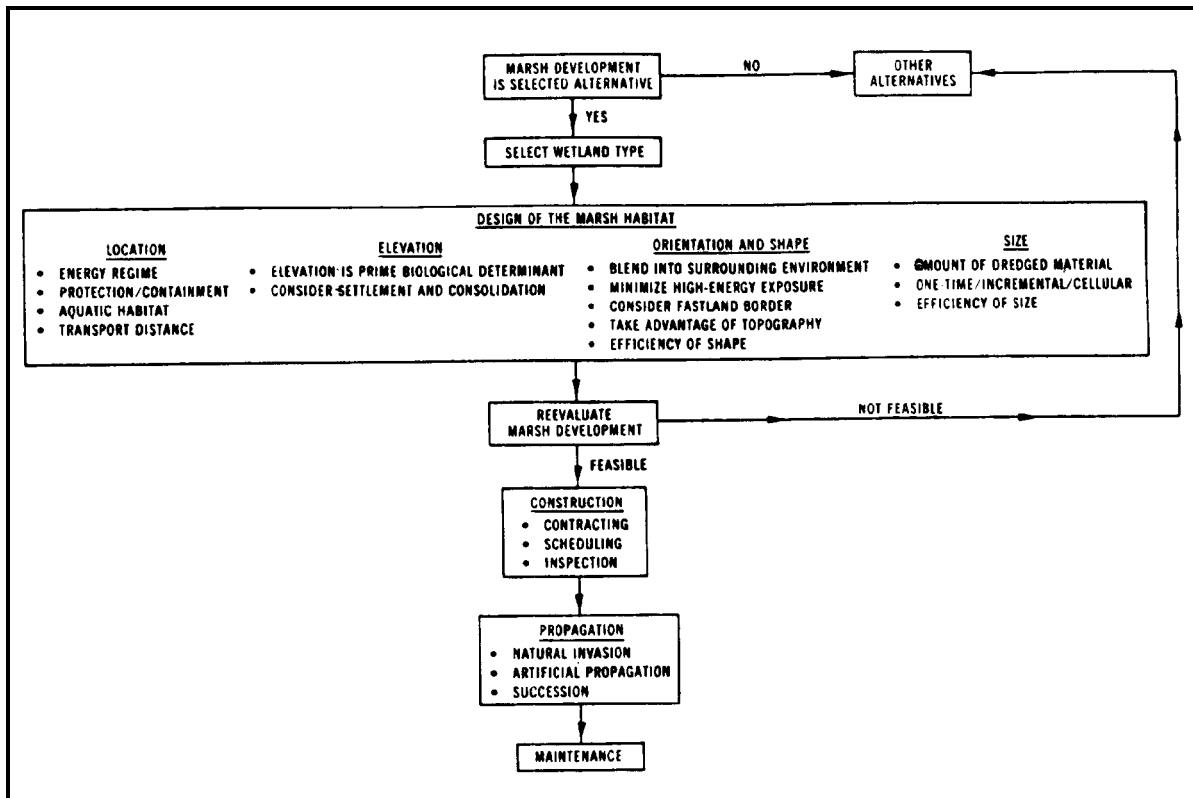 MARSH DEVELOPMENT
IS SELECTED ALTERNATIVE
NO
OTHER
ALTERNATIVES
YES
SELECT WETLAND TYPE
DESIGN OF THE MARSH HABITAT
LOCATION
• ENERGY REGIME
• PROTECTION/CONTAINMENT
• AQUATIC HABITAT
• TRANSPORT DISTANCE
ELEVATION
• ELEVATION IS PRIME BIOLOGICAL DETERMINANT
• CONSIDER SETTLEMENT AND CONSOLIDATION
ORIENTATION AND SHAPE
• BLEND INTO SURROUNDING ENVIRONMENT
• MINIMIZE HIGH-ENERGY EXPOSURE
• CONSIDER FASTLAND BORDER
• TAKE ADVANTAGE OF TOPOGRAPHY
• EFFICIENCY OF SHAPE
SIZE
• AMOUNT OF DREDGED MATERIAL
• ONE-TIME/INCREMENTAL/CELLULAR
• EFFICIENCY OF SIZE
REEVALUATE
MARSH DEVELOPMENT
NOT FEASIBLE
FEASIBLE
CONSTRUCTION
• CONTRACTING
• SCHEDULING
• INSPECTION
PROPAGATION
• NATURAL INVASION
• ARTIFICIAL PROPAGATION
• SUCCESSION
MAINTENANCE